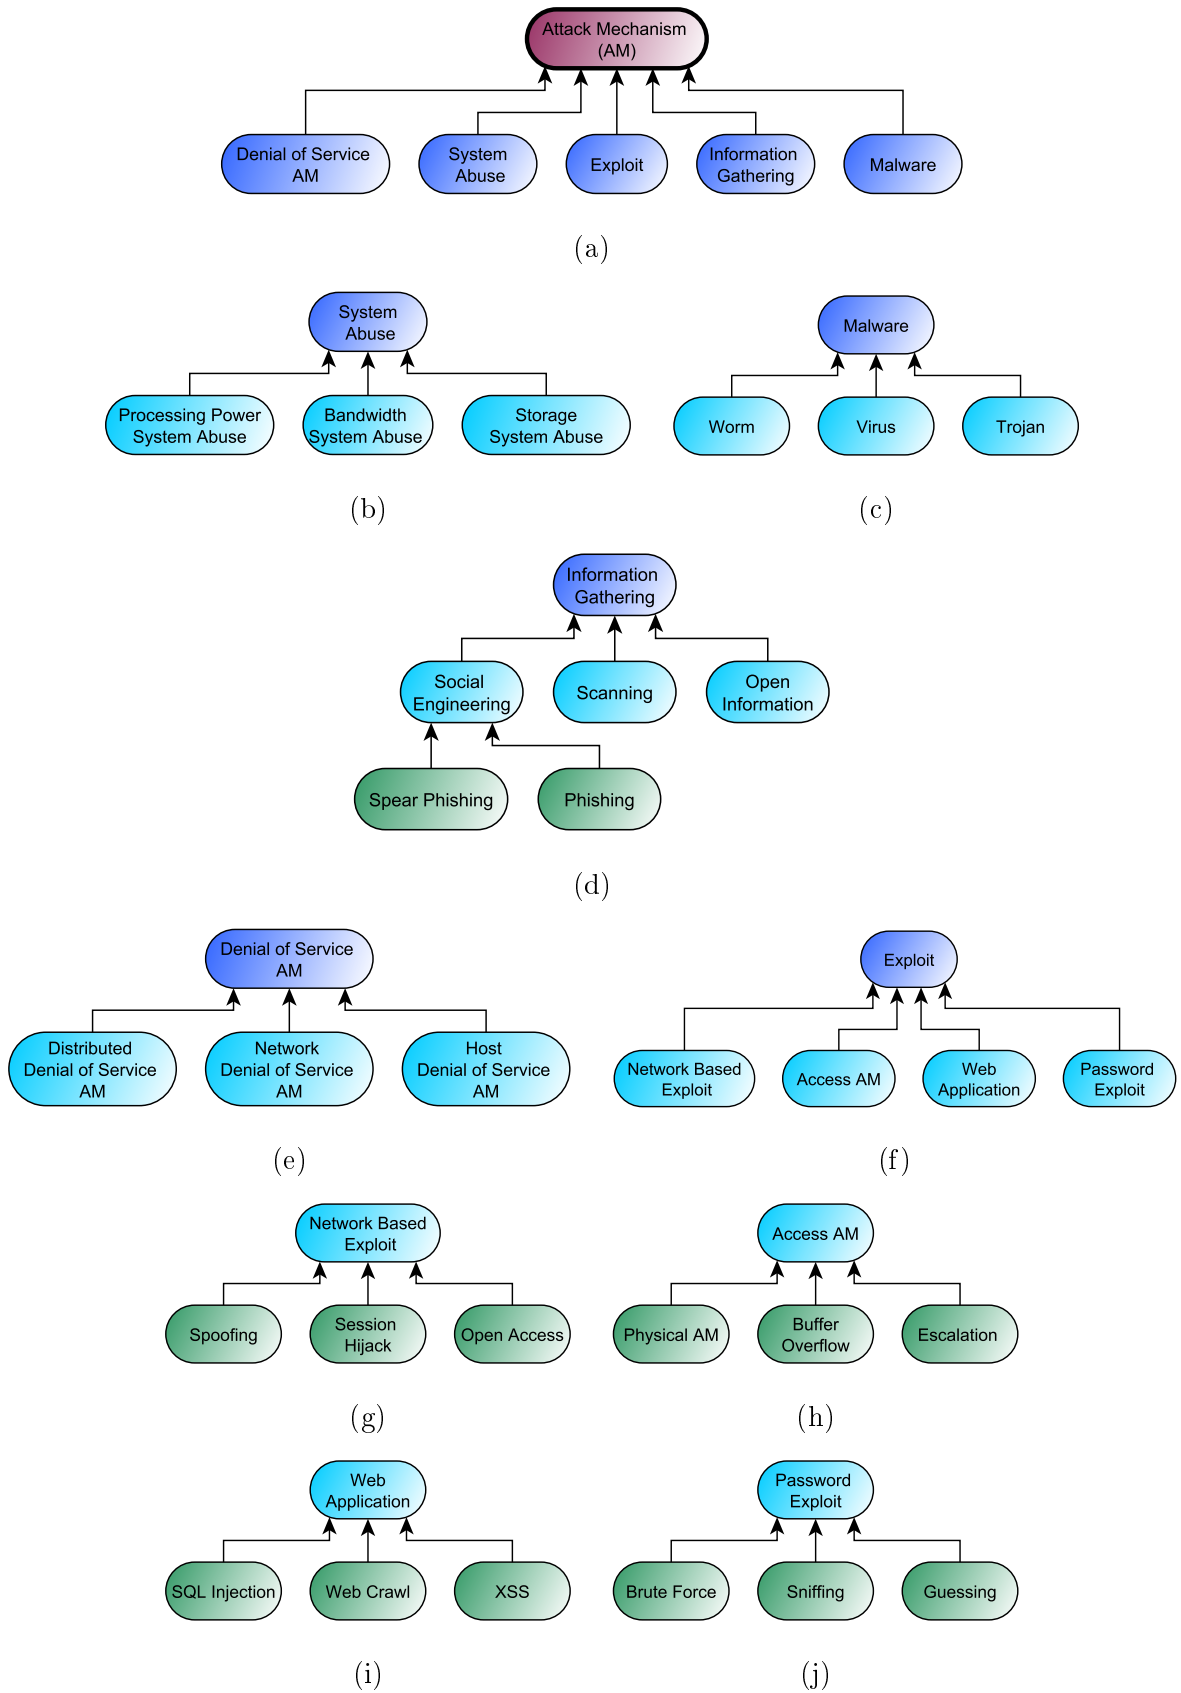 Attack Mechanism
(AM)
Denial of Service
AM
System
Abuse
Exploit
Information
Gathering
Malware
(a)
System
Abuse
Processing Power
System Abuse
Bandwidth
System Abuse
Storage
System Abuse
(b)
Malware
Worm
Virus
Trojan
(c)
Information
Gathering
Social
Engineering
Scanning
Open
Information
Spear Phishing
Phishing
(d)
Denial of Service
AM
Distributed
Denial of Service
AM
Network
Denial of Service
AM
Host
Denial of Service
AM
(e)
Exploit
Network Based
Exploit
Access AM
Web
Application
Password
Exploit
(f)
Network Based
Exploit
Spoofing
Session
Hijack
Open Access
(g)
Access AM
Physical AM
Buffer
Overflow
Escalation
(h)
Web
Application
SQL Injection
Web Crawl
XSS
(i)
Password
Exploit
Brute Force
Sniffing
Guessing
(j)